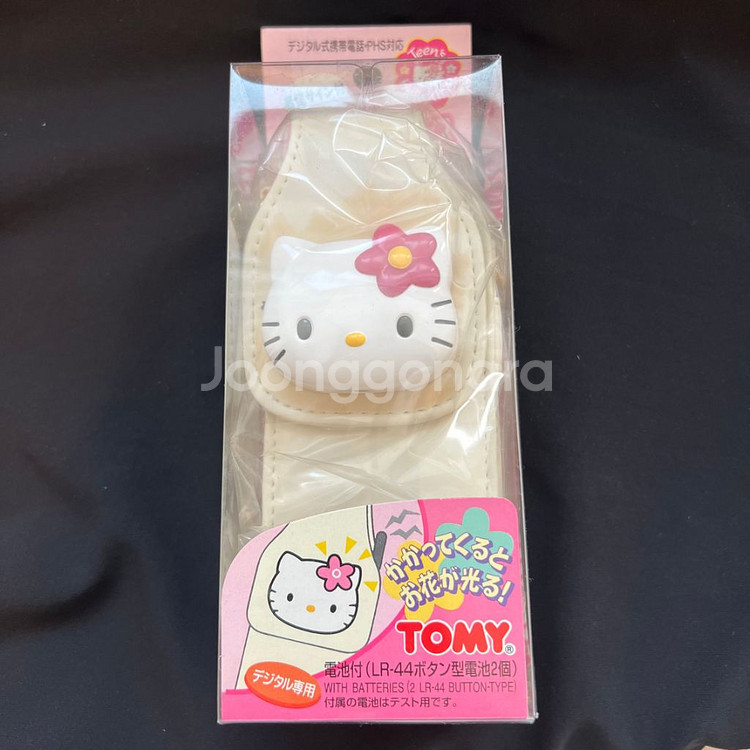 デジタル式携帯電話・PHS対応
Teen's
Joonggonara
かかってくると
お花が光る!
TOMY®
電池付(LR-44ボタン型電池2個)
デジタル専用
WITH BATTERIES (2 LR-44 BUTTON-TYPE)
付属の電池はテスト用です。